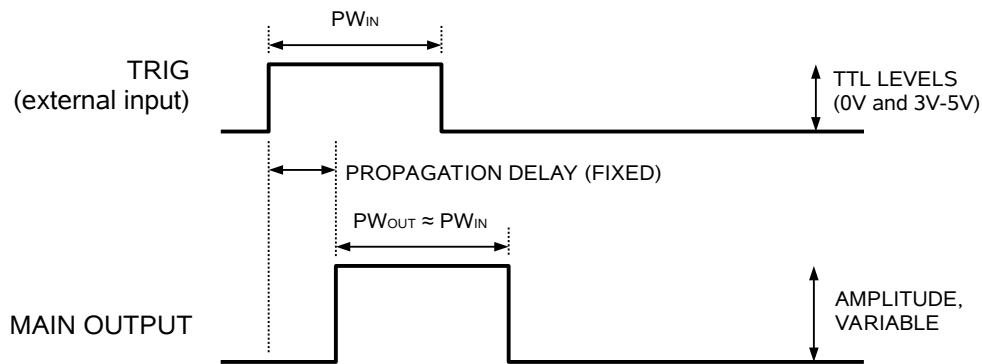 PWIN
TRIG
(external input)
TTL LEVELS
(0V and 3V-5V)
PROPAGATION DELAY (FIXED)
PWOUT ≈ PWIN
MAIN OUTPUT
AMPLITUDE,
VARIABLE